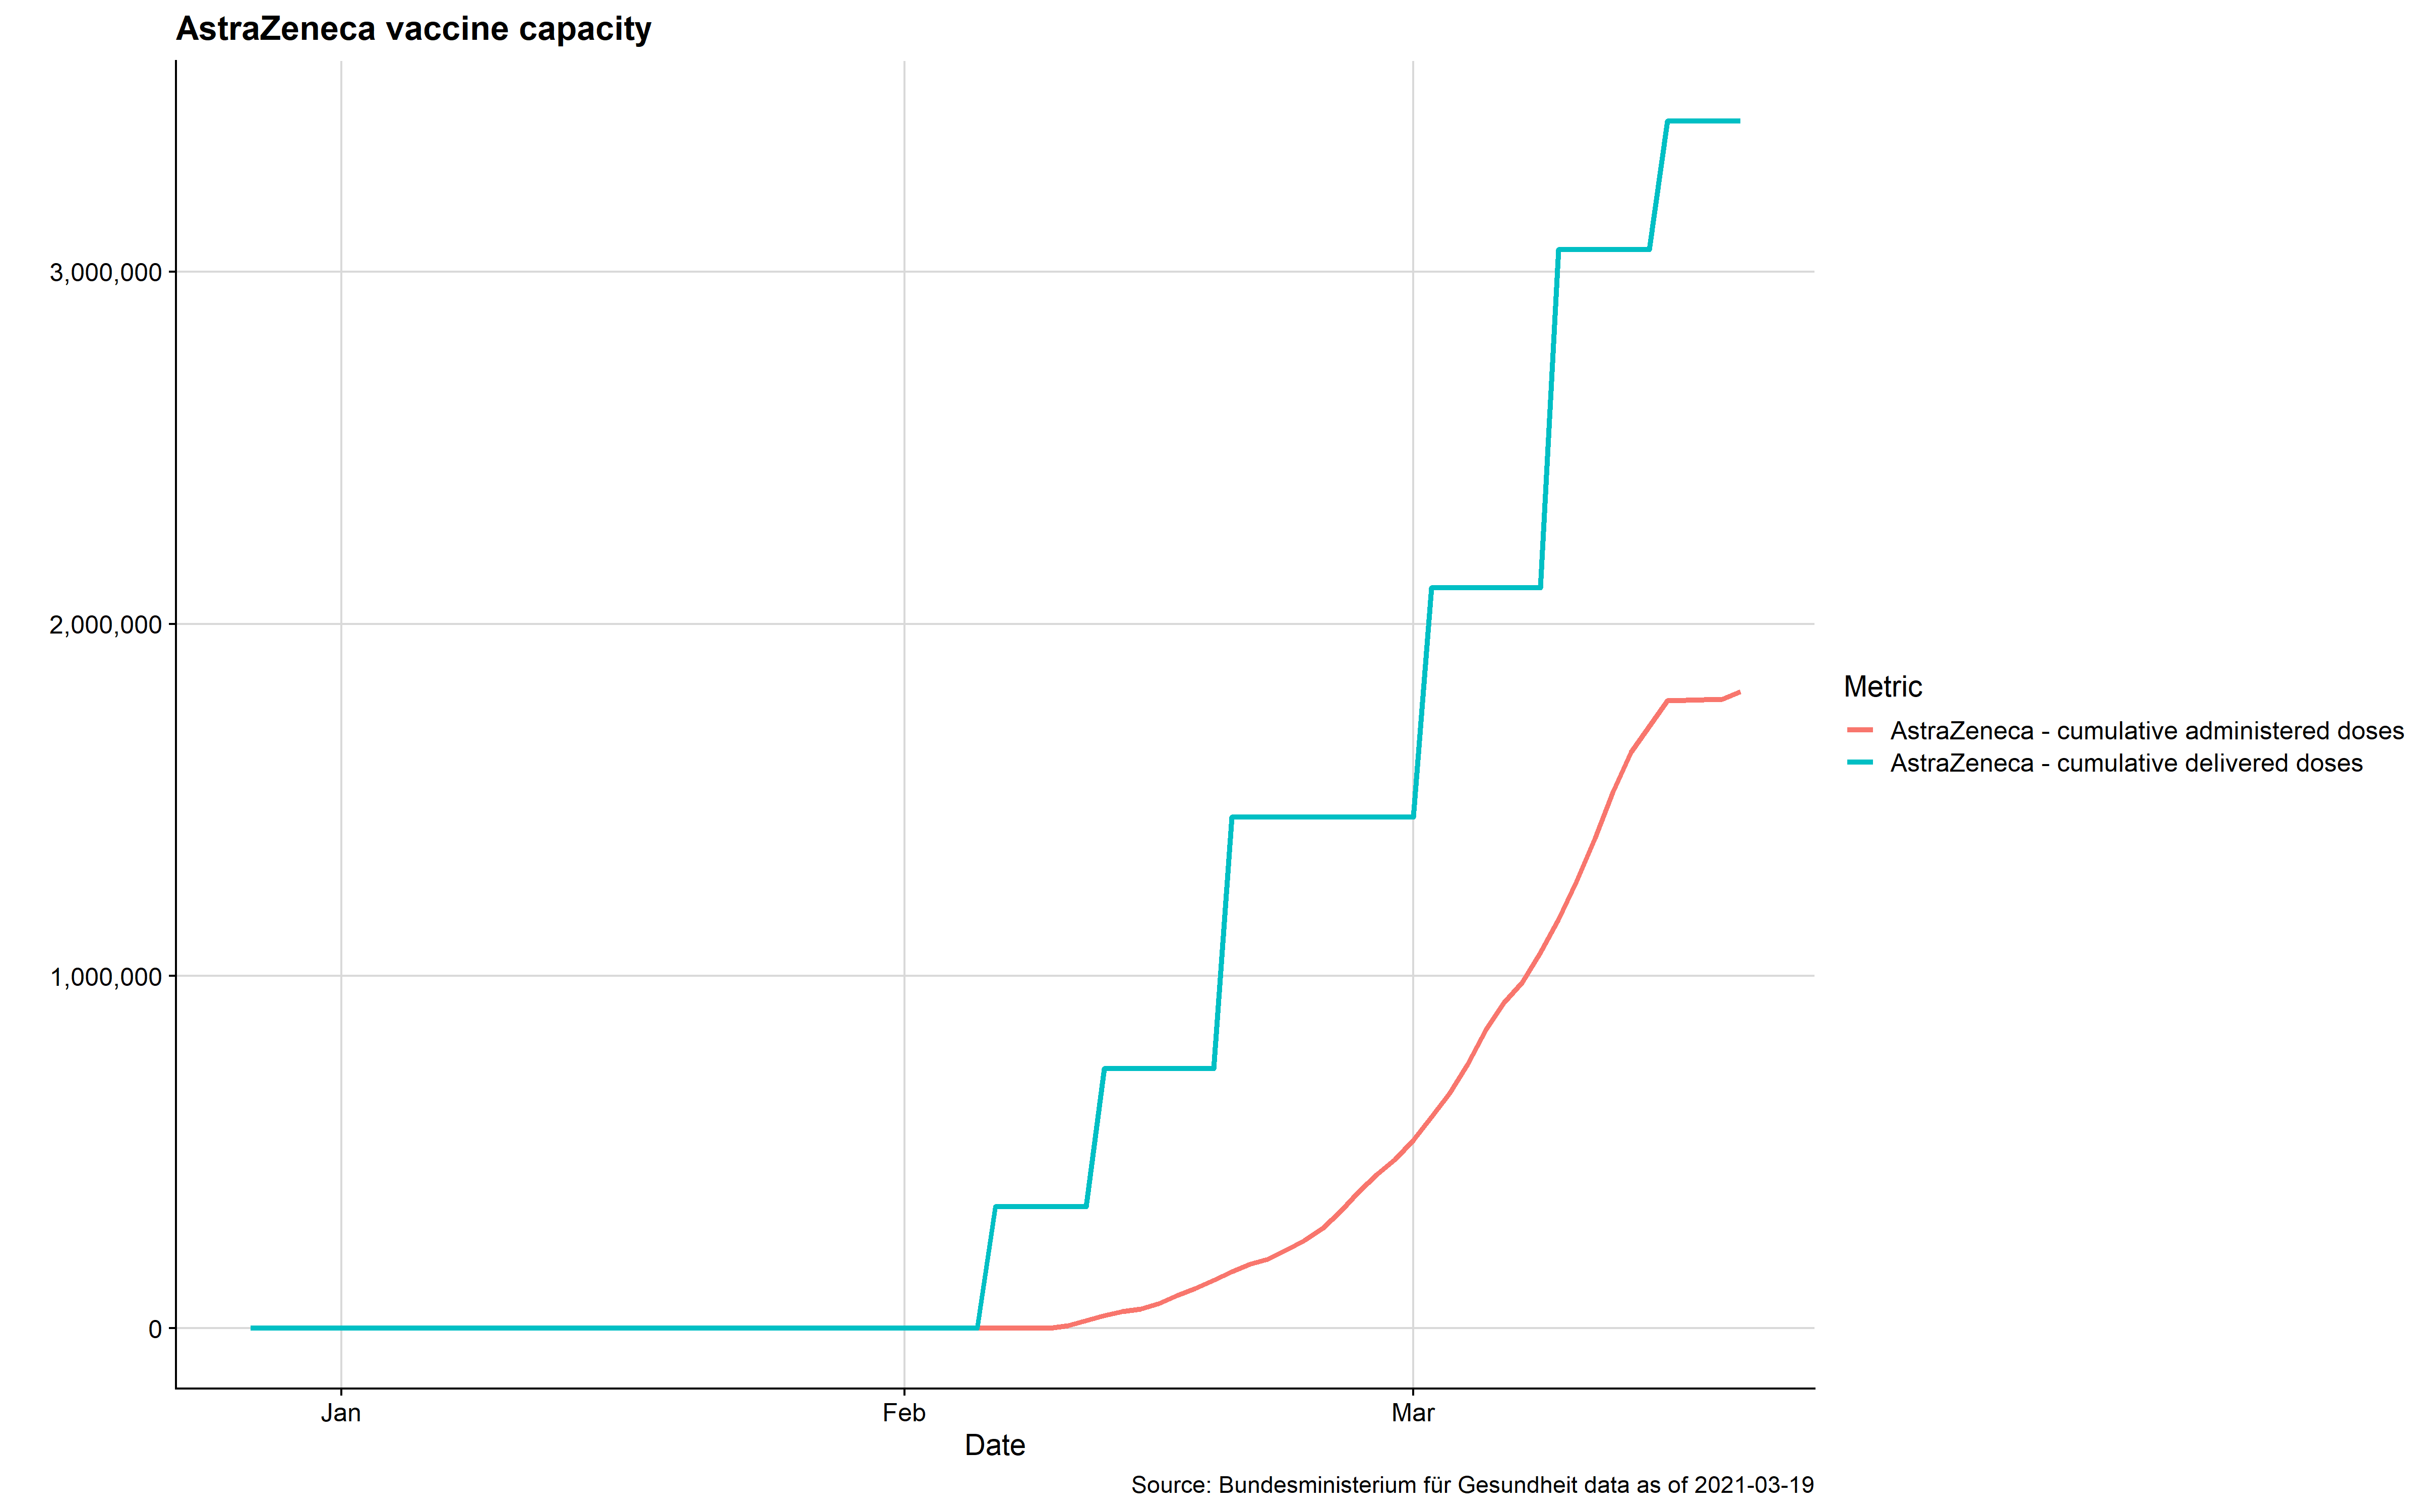 AstraZeneca vaccine capacity
3,000,000
2,000,000
1,000,000
0
Jan
Feb
Mar
Date
Metric
AstraZeneca - cumulative administered doses
AstraZeneca - cumulative delivered doses
Source: Bundesministerium für Gesundheit data as of 2021-03-19